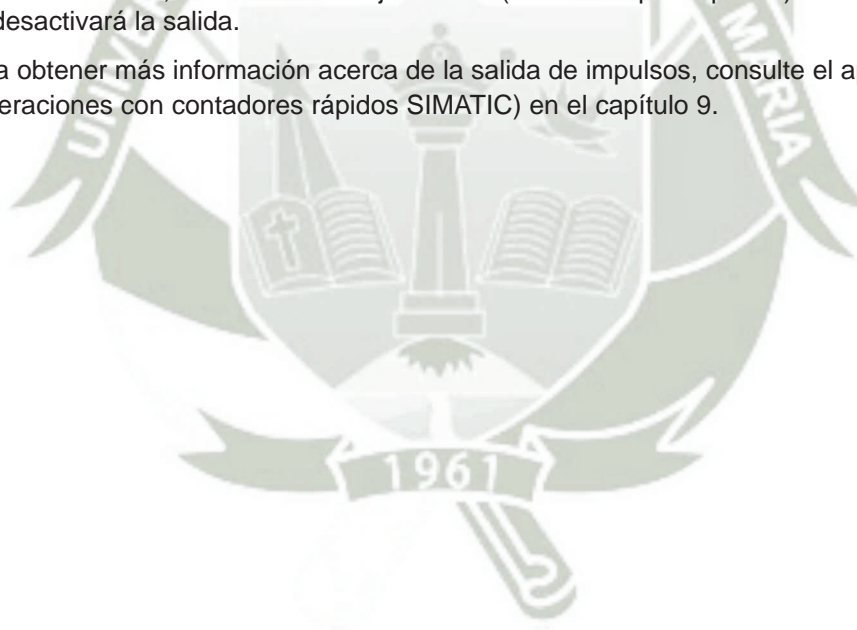 desactivará la salida.
a obtener más información acerca de la salida de impulsos, consulte el
eraciones con contadores rápidos SIMATIC) en el capítulo 9.
MARIA
1961